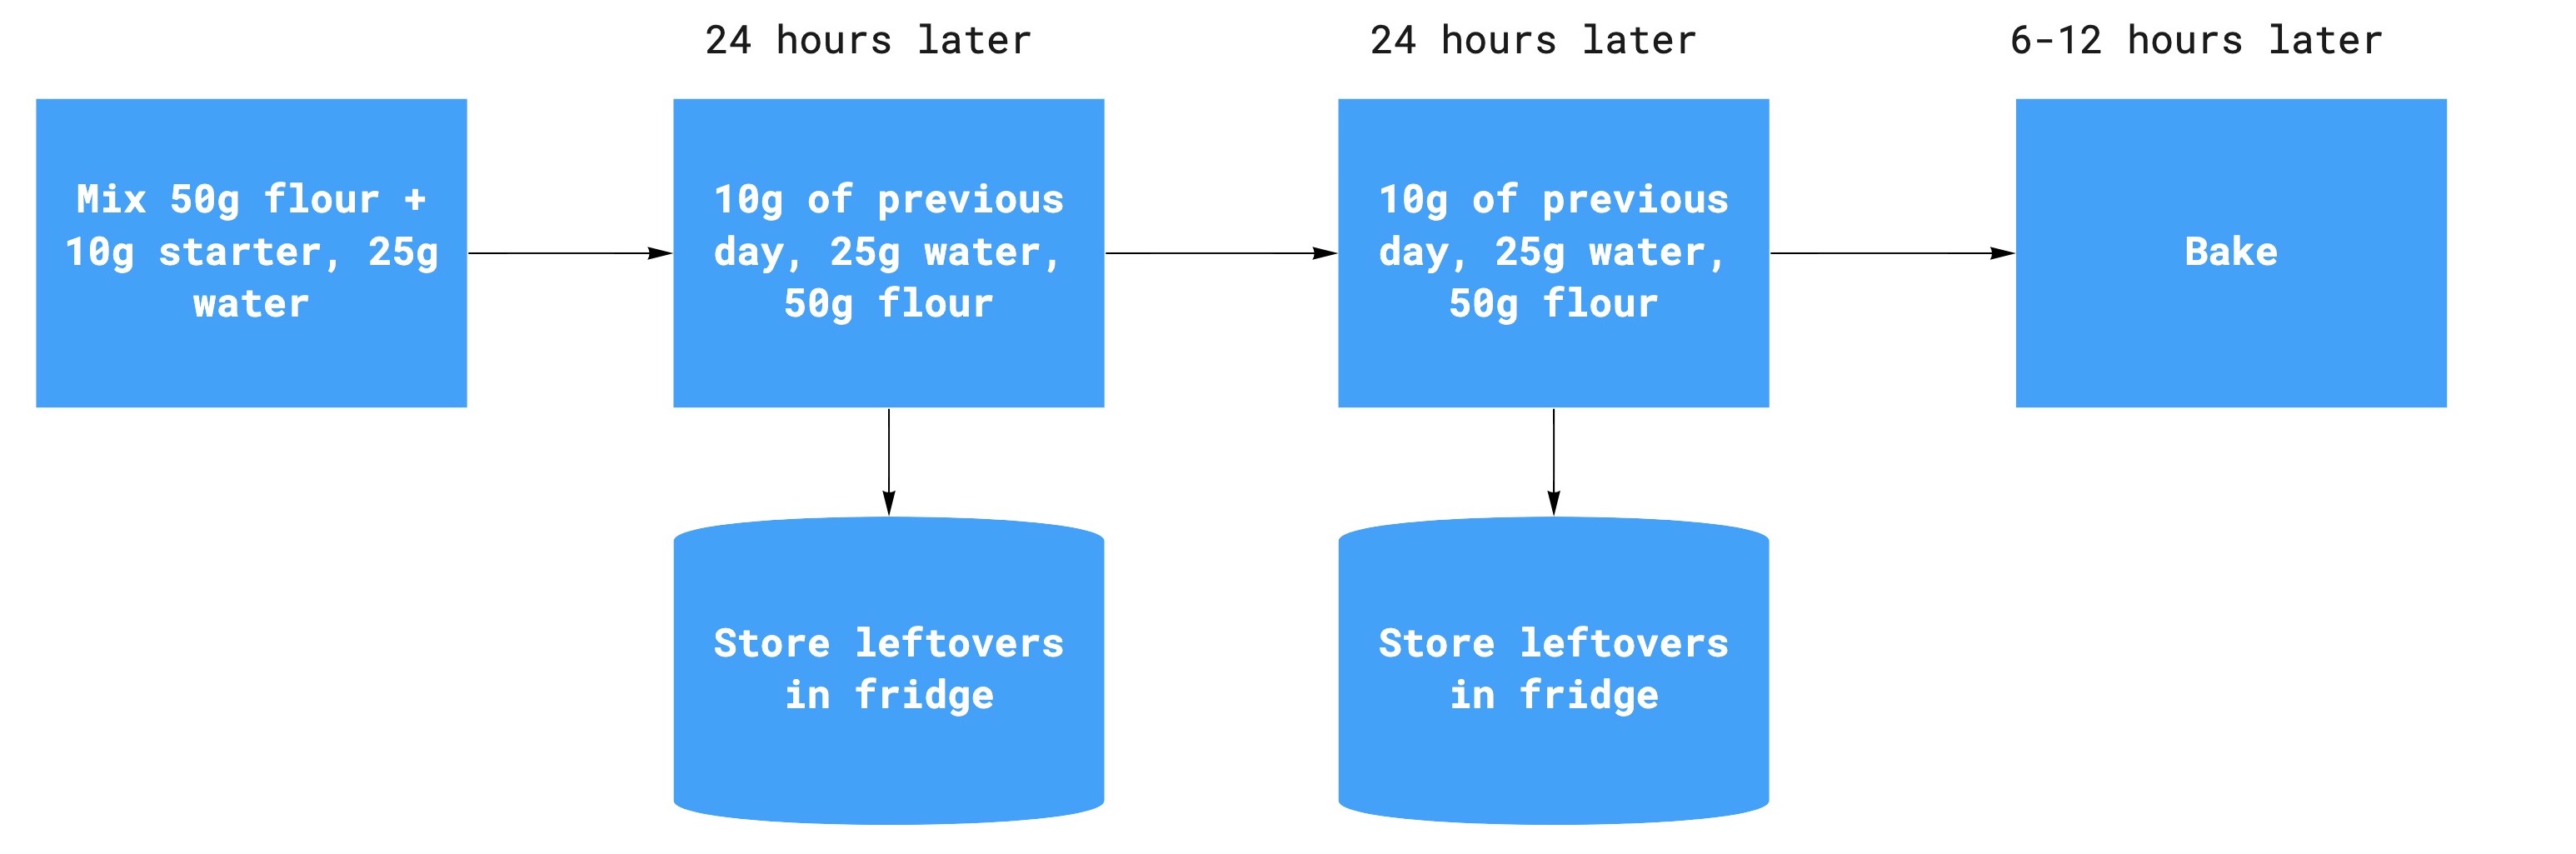 24 hours later
24 hours later
6-12 hours later
Mix 50g flour +
10g starter, 25g
water
10g of previous
day, 25g water,
50g flour
10g of previous
day, 25g water,
50g flour
Bake
Store leftovers
in fridge
Store leftovers
in fridge